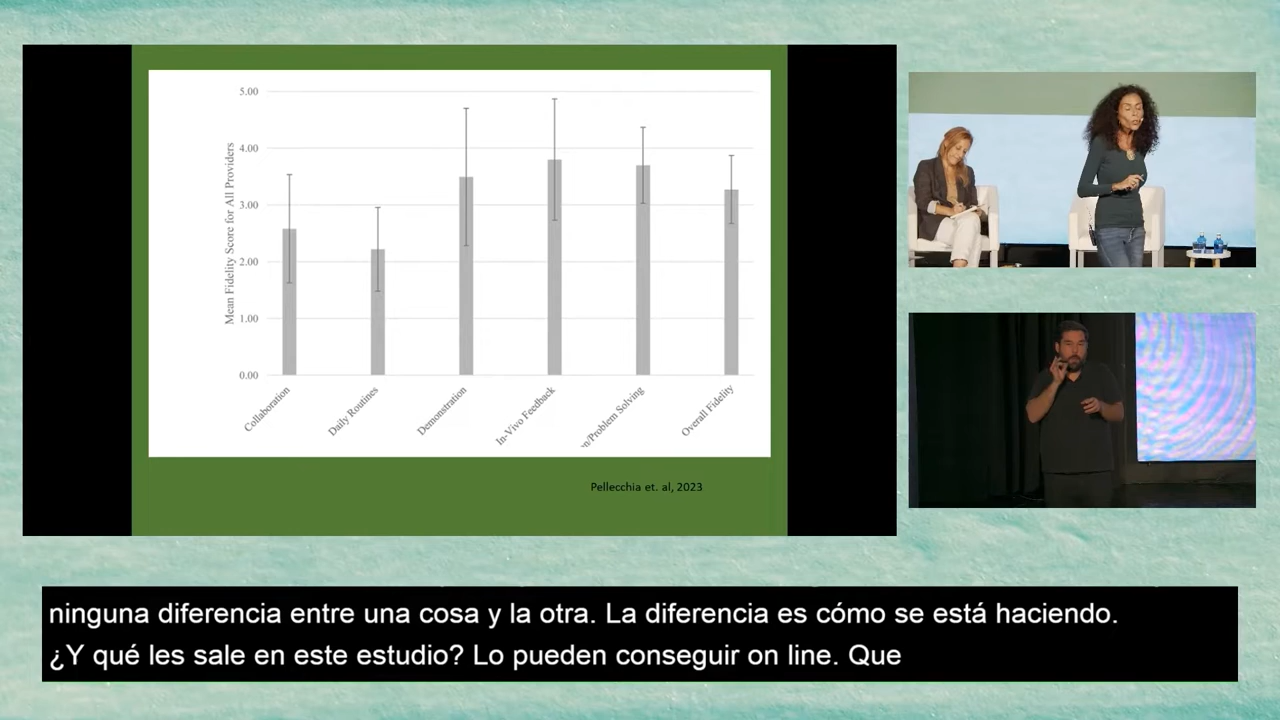 5.00
4.00
3.00
2.00
1.00
0.00
Mean Fidelity Score for All Providers
Collaboration
Daily Routines
Demonstration
In-Vivo Feedback
n/Problem Solving
Overall Fidelity
Pellecchia et. al, 2023
ninguna diferencia entre una cosa y la otra. La diferencia es cómo se está haciendo.
¿Y qué les sale en este estudio? Lo pueden conseguir on line. Que